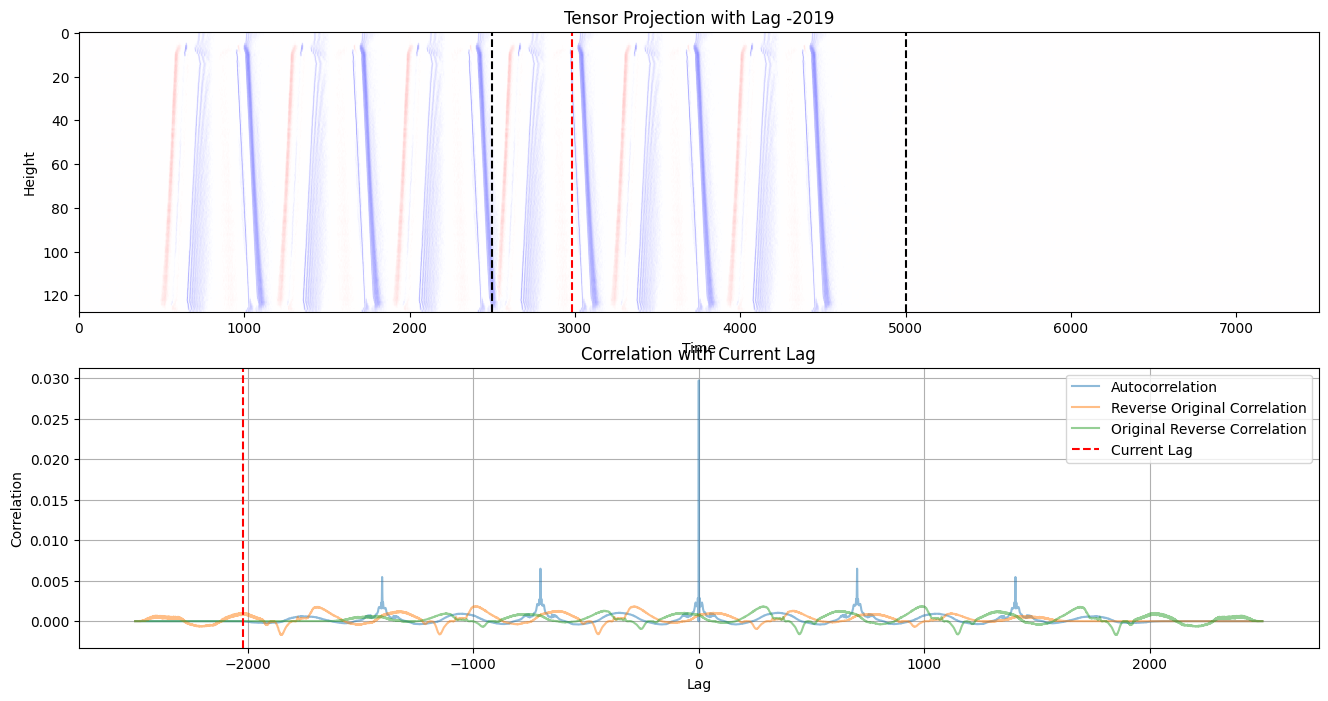 Tensor Projection with Lag -2019
Height
0
20
40
60
80
100
120
0 1000 2000 3000 4000 5000 6000 7000
Time
Correlation with Current Lag
Correlation
0.030
0.025
0.020
0.015
0.010
0.005
0.000
Autocorrelation
Reverse Original Correlation
Original Reverse Correlation
Current Lag
−2000 −1000 0 1000 2000
Lag